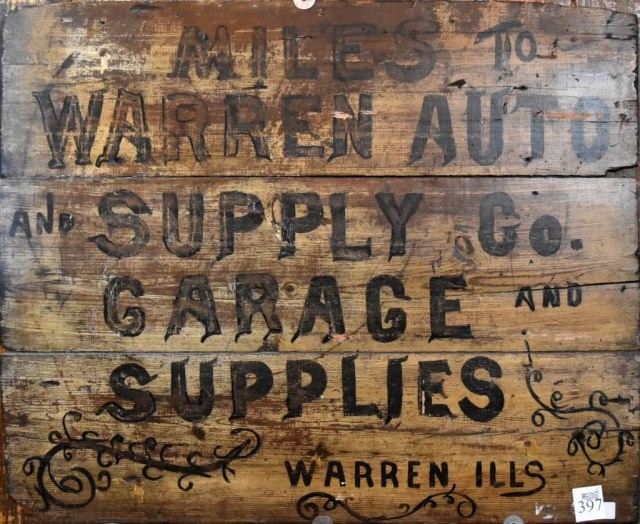 MILES TO
WARREN AUTO
AND SUPPLY Co.
GARAGE AND
SUPPLIES
WARREN ILLS
397